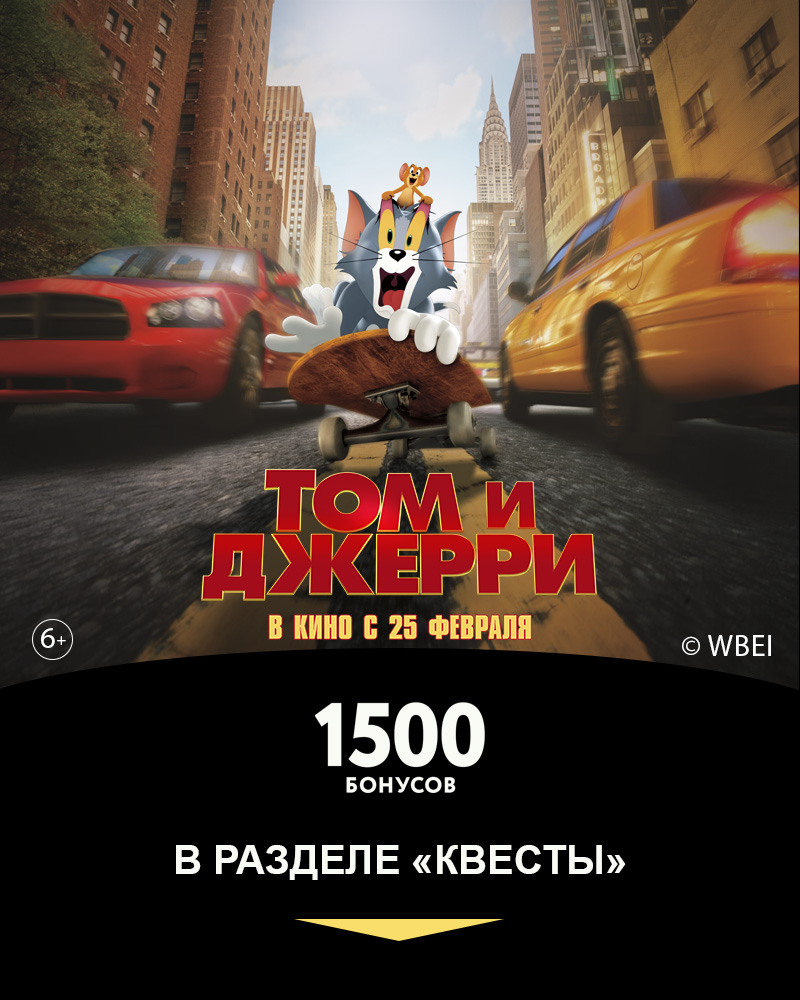 ТОМ И
ДЖЕРРИ
В КИНО С 25 ФЕВРАЛЯ
6+
© WBEI
1500
БОНУСОВ
В РАЗДЕЛЕ «КВЕСТЫ»